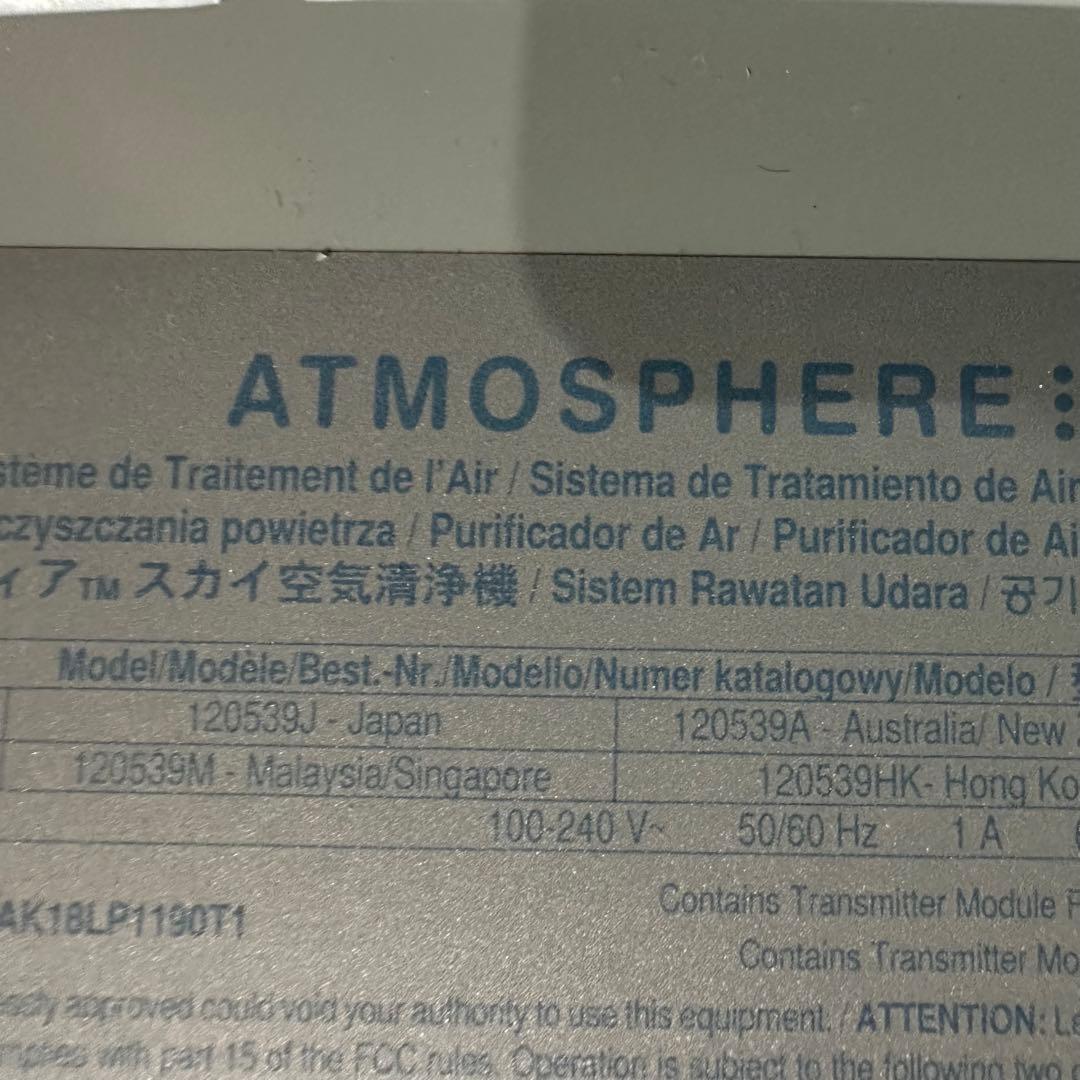 ATMOSPHERE
stème de Traitement de l'Air / Sistema de Tratamiento de Air
czyszczania powietrza / Purificador de Ar / Purificador de Ai
ィア™ スカイ空気清浄機 / Sistem Rawatan Udara / 공기
Model/Modèle/Best.-Nr./Modello/Numer katalogowy/Modelo /
120539J - Japan 120539A - Australia/ New
120539M - Malaysia/Singapore 120539HK- Hong Ko
100-240 V~ 50/60 Hz 1 A
AK18LP1190T1 Contains Transmitter Module
Contains Transmitter Mo
approved could void your authority to use this equipment. / ATTENTION: Le
with part 15 of the FCC rules. Operation is subject to the following two